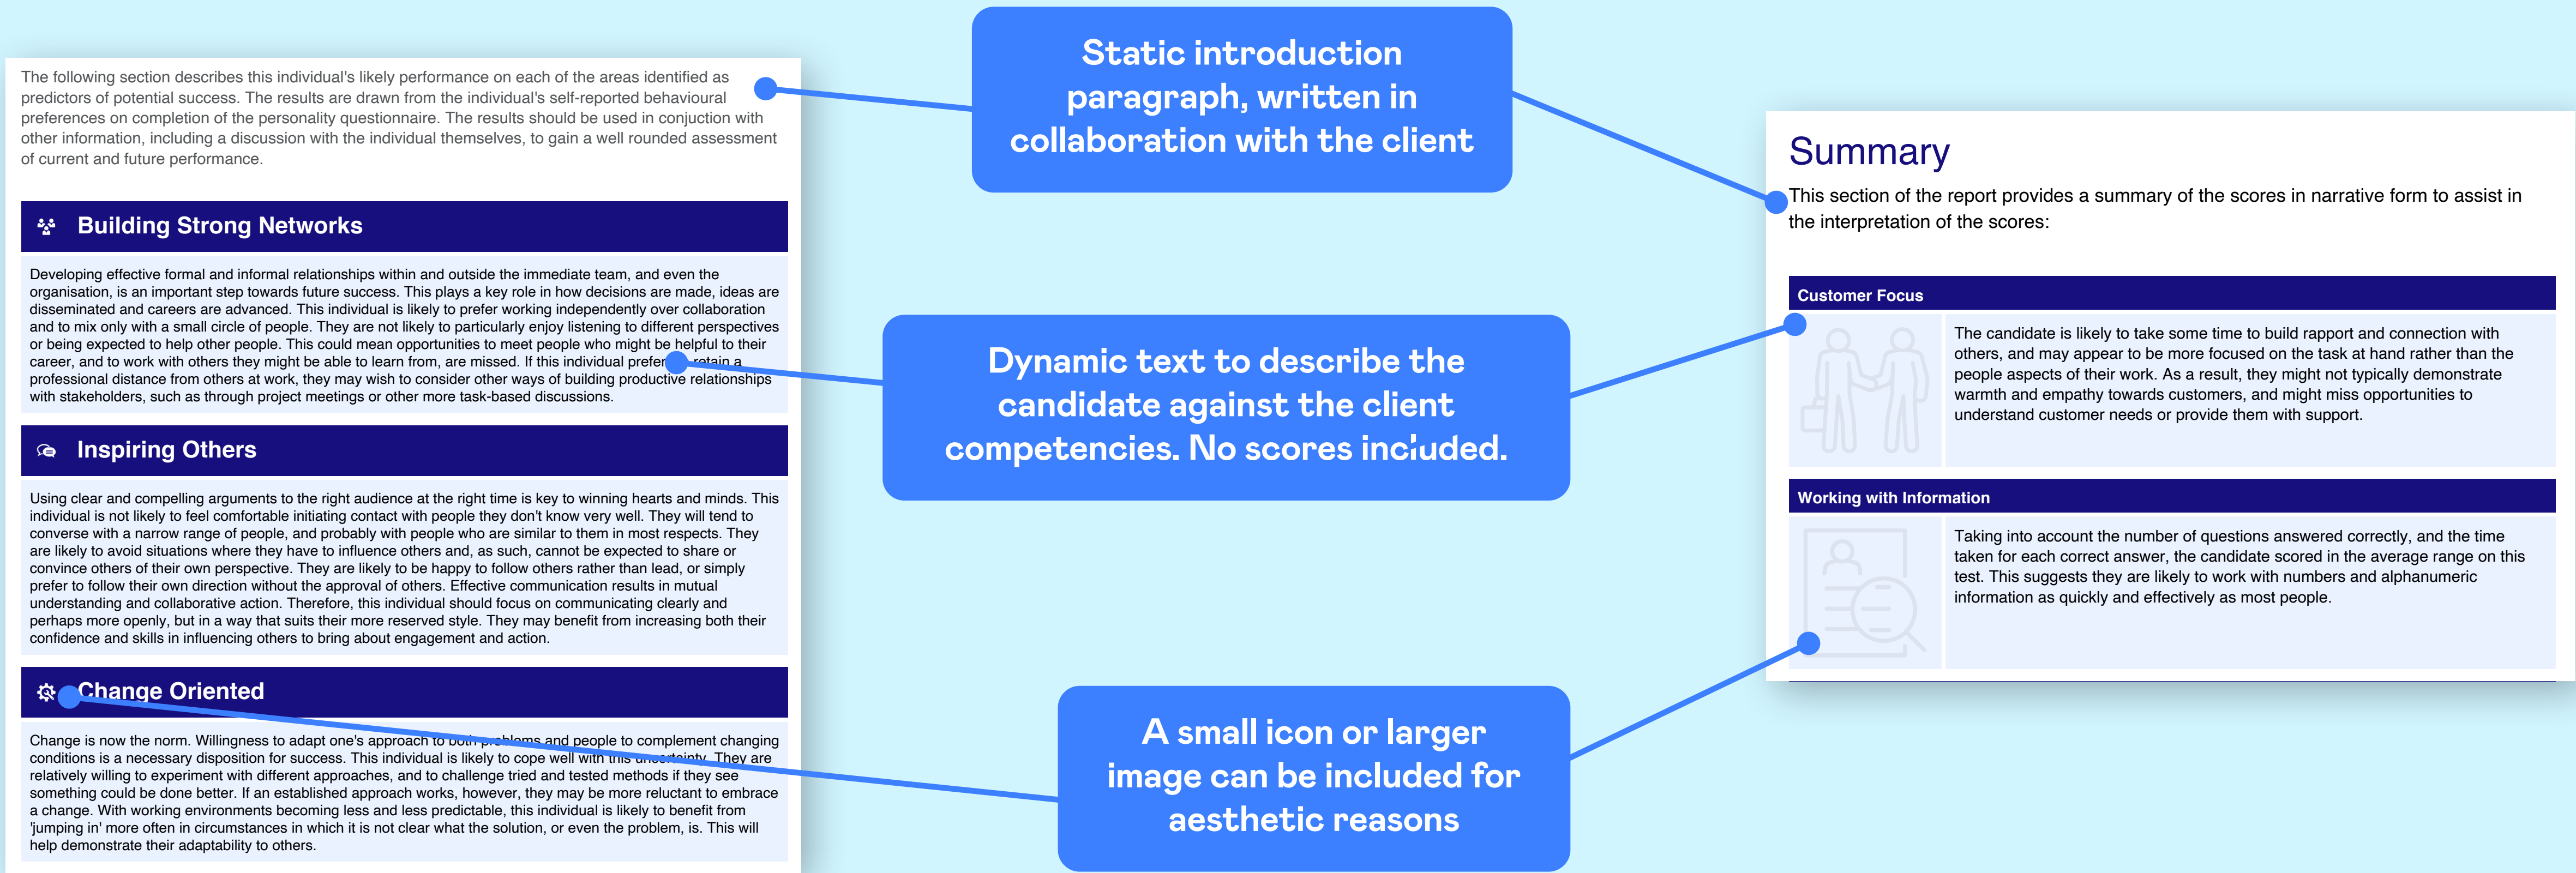 The following section describes this individual's likely performance on each of the areas identified as
predictors of potential success. The results are drawn from the individual's self-reported behavioural
preferences on completion of the personality questionnaire. The results should be used in conjuction with
other information, including a discussion with the individual themselves, to gain a well rounded assessment
of current and future performance.
Building Strong Networks
Developing effective formal and informal relationships within and outside the immediate team, and even the
organisation, is an important step towards future success. This plays a key role in how decisions are made, ideas are
disseminated and careers are advanced. This individual is likely to prefer working independently over collaboration
and to mix only with a small circle of people. They are not likely to particularly enjoy listening to different perspectives
or being expected to help other people. This could mean opportunities to meet people who might be helpful to their
career, and to work with others they might be able to learn from, are missed. If this individual prefer retain a
professional distance from others at work, they may wish to consider other ways of building productive relationships
with stakeholders, such as through project meetings or other more task-based discussions.
Inspiring Others
Using clear and compelling arguments to the right audience at the right time is key to winning hearts and minds. This
individual is not likely to feel comfortable initiating contact with people they don't know very well. They will tend to
converse with a narrow range of people, and probably with people who are similar to them in most respects. They
are likely to avoid situations where they have to influence others and, as such, cannot be expected to share or
convince others of their own perspective. They are likely to be happy to follow others rather than lead, or simply
prefer to follow their own direction without the approval of others. Effective communication results in mutual
understanding and collaborative action. Therefore, this individual should focus on communicating clearly and
perhaps more openly, but in a way that suits their more reserved style. They may benefit from increasing both their
confidence and skills in influencing others to bring about engagement and action.
Change Oriented
Change is now the norm. Willingness to adapt one's approach to both problems and people to complement changing
conditions is a necessary disposition for success. This individual is likely to cope well with this uncertainty. They are
relatively willing to experiment with different approaches, and to challenge tried and tested methods if they see
something could be done better. If an established approach works, however, they may be more reluctant to embrace
a change. With working environments becoming less and less predictable, this individual is likely to benefit from
'jumping in' more often in circumstances in which it is not clear what the solution, or even the problem, is. This will
help demonstrate their adaptability to others.
Static introduction
paragraph, written in
collaboration with the client
Dynamic text to describe the
candidate against the client
competencies. No scores included.
A small icon or larger
image can be included for
aesthetic reasons
Summary
This section of the report provides a summary of the scores in narrative form to assist in
the interpretation of the scores:
Customer Focus
The candidate is likely to take some time to build rapport and connection with
others, and may appear to be more focused on the task at hand rather than the
people aspects of their work. As a result, they might not typically demonstrate
warmth and empathy towards customers, and might miss opportunities to
understand customer needs or provide them with support.
Working with Information
Taking into account the number of questions answered correctly, and the time
taken for each correct answer, the candidate scored in the average range on this
test. This suggests they are likely to work with numbers and alphanumeric
information as quickly and effectively as most people.